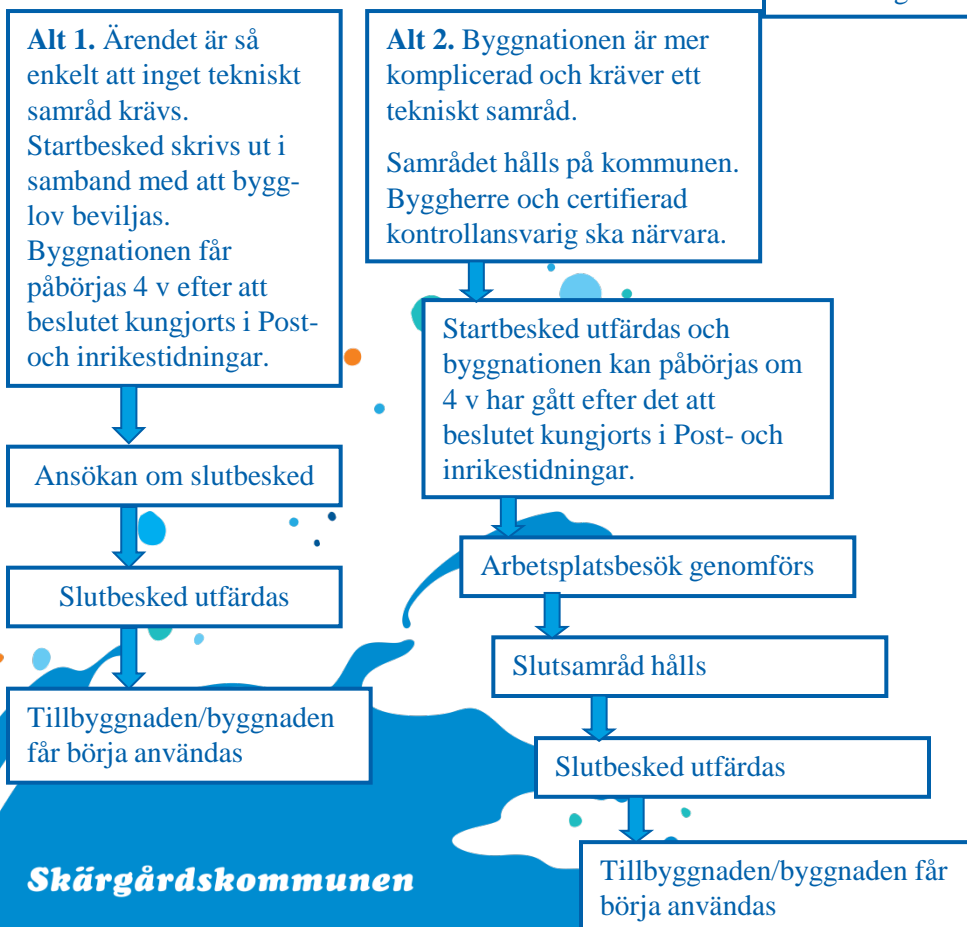 Alt 1. Ärendet är så
enkelt att inget tekniskt
samråd krävs.
Startbesked skrivs ut i
samband med att bygg-
lov beviljas.
Byggnationen får
påbörjas 4 v efter att
beslutet kungjorts i Post-
och inrikestidningar.
Ansökan om slutbesked
Slutbesked utfärdas
Tillbyggnaden/byggnaden
får börja användas
Alt 2. Byggnationen är mer
komplicerad och kräver ett
tekniskt samråd.
Samrådet hålls på kommunen.
Byggherre och certifierad
kontrollansvarig ska närvara.
Startbesked utfärdas och
byggnationen kan påbörjas om
4 v har gått efter det att
beslutet kungjorts i Post- och
inrikestidningar.
Arbetsplatsbesök genomförs
Slutsamråd hålls
Slutbesked utfärdas
Tillbyggnaden/byggnaden får
börja användas
Skärgårdskommunen